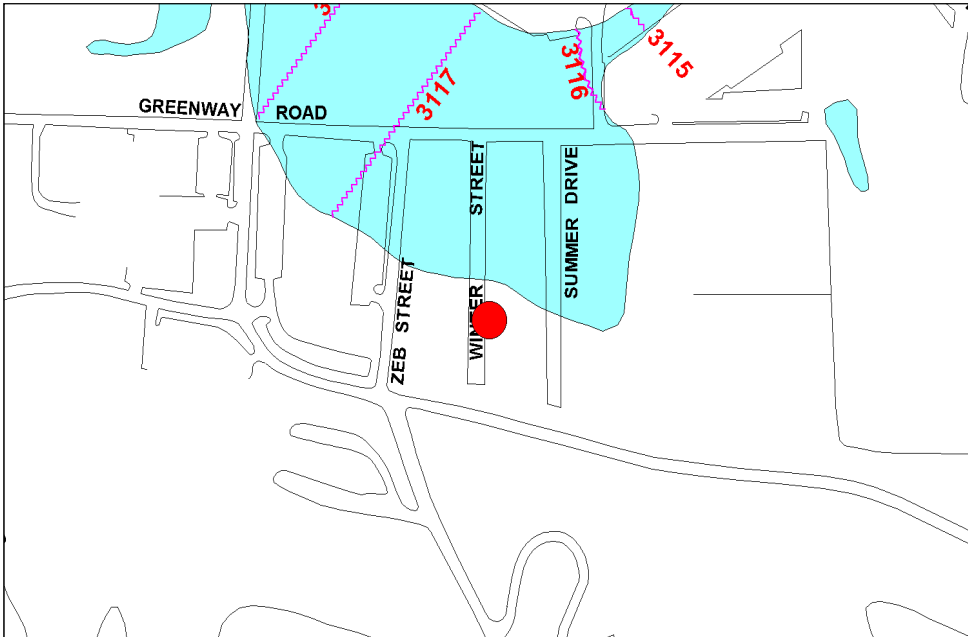 3115
3116
3117
GREENWAY ROAD
WINTER STREET
SUMMER DRIVE
ZEB STREET